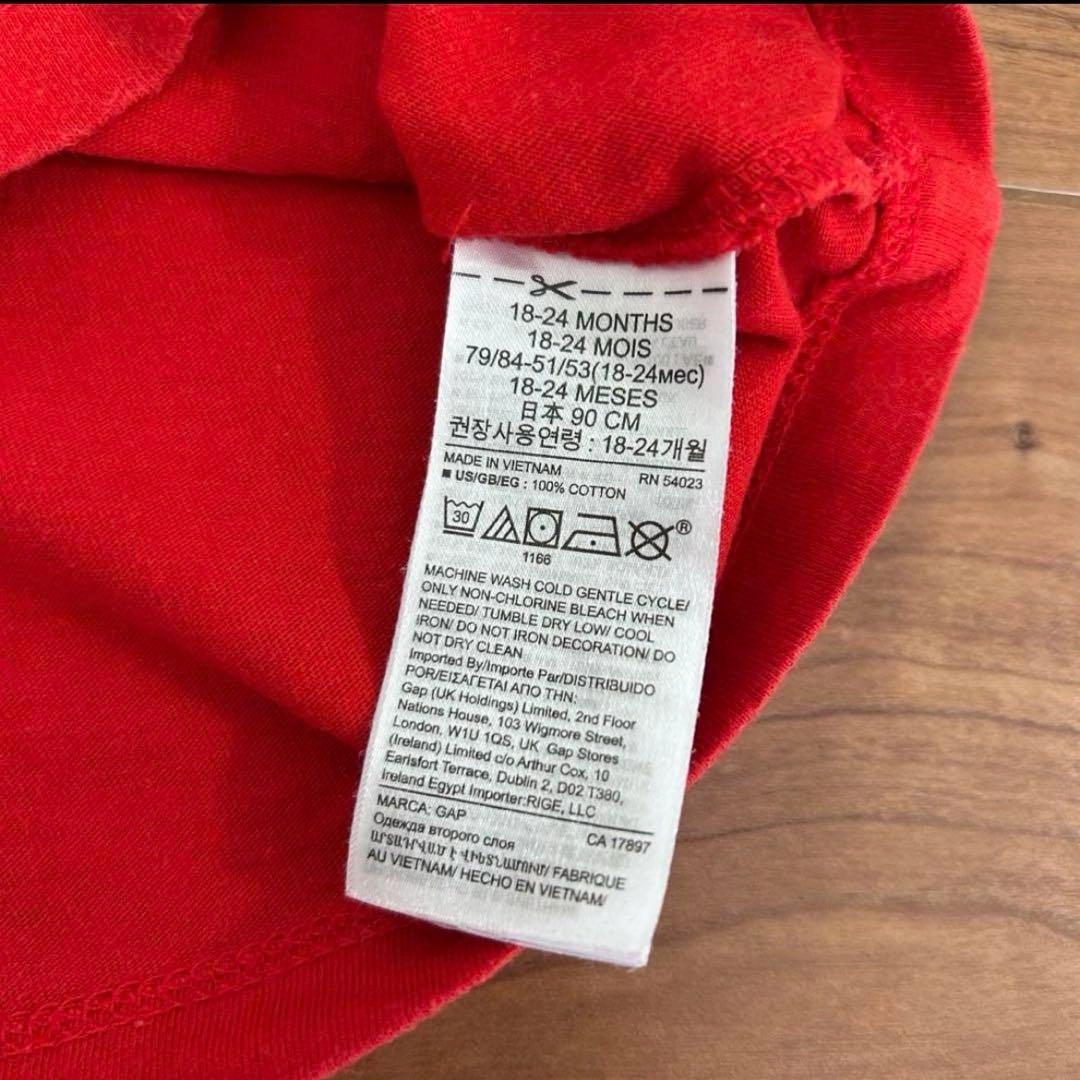 18-24 MONTHS
18-24 MOIS
79/84-51/53(18-24мес)
18-24 MESES
日本 90 CM
권장사용연령 : 18-24개월
MADE IN VIETNAM RN 54023
■ US/GB/EG : 100% COTTON
30 ®
1166
MACHINE WASH COLD GENTLE CYCLE/
ONLY NON-CHLORINE BLEACH WHEN
NEEDED/ TUMBLE DRY LOW/ COOL
IRON/ DO NOT IRON DECORATION/ DO
NOT DRY CLEAN
Imported By/Importe Par/DISTRIBUIDO
POR/ΕΙΣΑΓΕΤΑΙ ΑΠΟ ΤΗΝ:
Gap (UK Holdings) Limited, 2nd Floor
Nations House, 103 Wigmore Street,
London, W1U 1QS, UK Gap Stores
(Ireland) Limited c/o Arthur Cox, 10
Earlsfort Terrace, Dublin 2, D02 T380,
Ireland Egypt Importer:RIGE, LLC
MARCA: GAP
Одежда второго слоя CA 17897
ԱՐՏԱԴՐՎԱԾ Է ՎԻԵՏՆԱՄՈՒՄ/ FABRIQUE
AU VIETNAM/ HECHO EN VIETNAM/